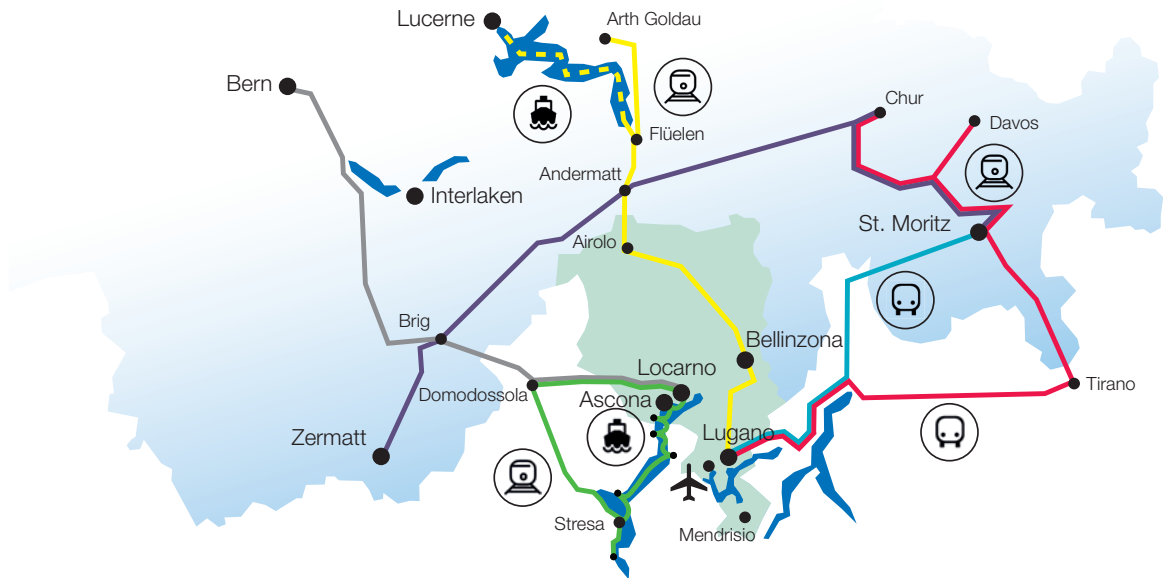 Lucerne
Arth Goldau
Bern
Chur
Davos
Flüelen
Andermatt
Interlaken
St. Moritz
Airolo
Brig
Bellinzona
Locarno
Domodossola
Ascona
Tirano
Zermatt
Lugano
Stresa
Mendrisio